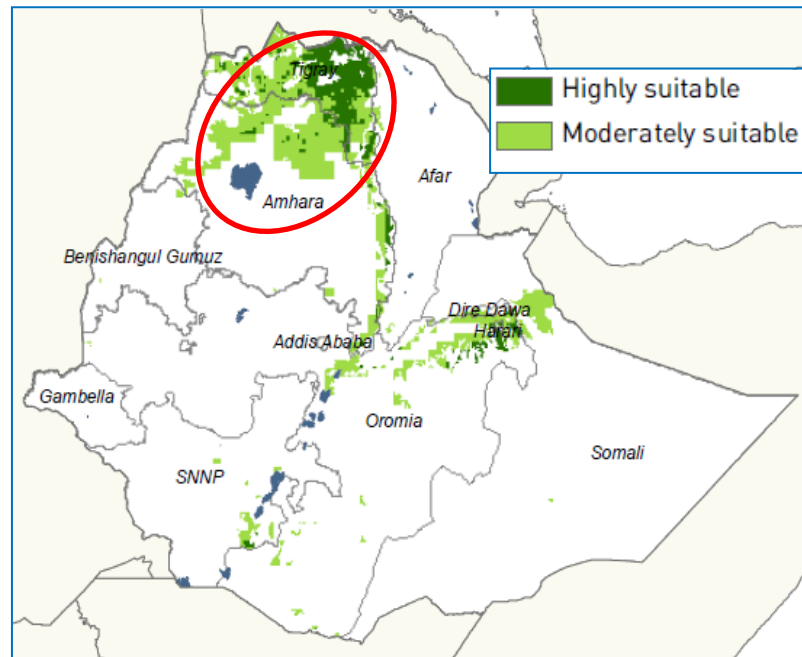 Tigray
Highly suitable
Moderately suitable
Afar
Amhara
Benishangul Gumuz
Dire Dawa
Harari
Addis Ababa
Gambella
Oromia
Somali
SNNP